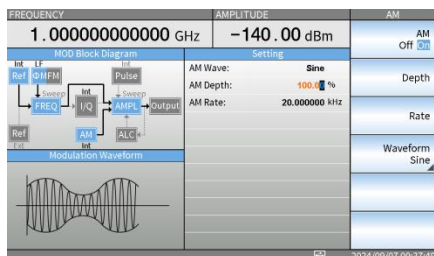 FREQUENCY AMPLITUDE AM
1.000000000000 GHz -140.00 dBm
AM
Off On
MOD Block Diagram
Setting
Int LF Int
Ref ΦM FM Pulse
Sweep Int Sweep
FREQ I/Q AMPL Output
Ref AM ALC
Ext Int
AM Wave: Sine
AM Depth: 100.00 %
AM Rate: 20.000000 kHz
Depth
Rate
Waveform
Sine
Modulation Waveform